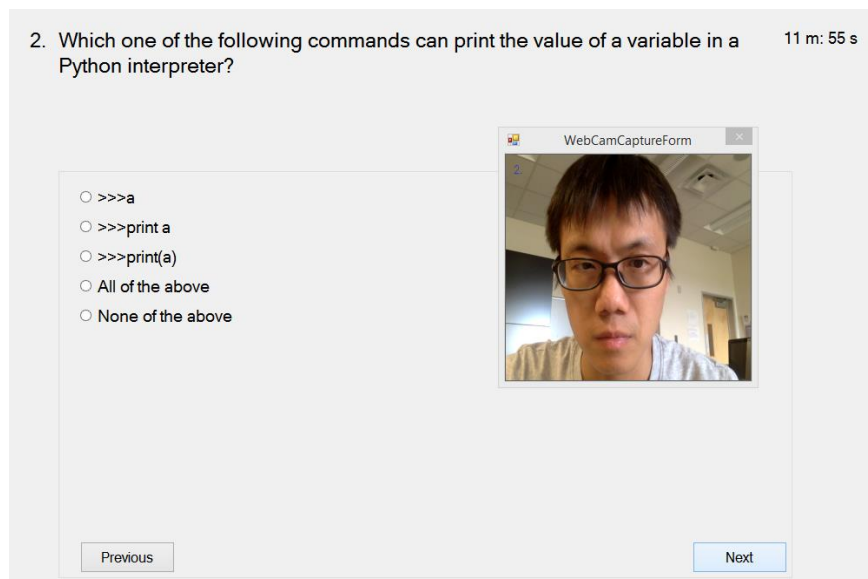 2. Which one of the following commands can print the value of a variable in a
Python interpreter?
11 m: 55 s
WebCamCaptureForm
2.
>>>a
>>>print a
>>>print(a)
All of the above
None of the above
Previous
Next